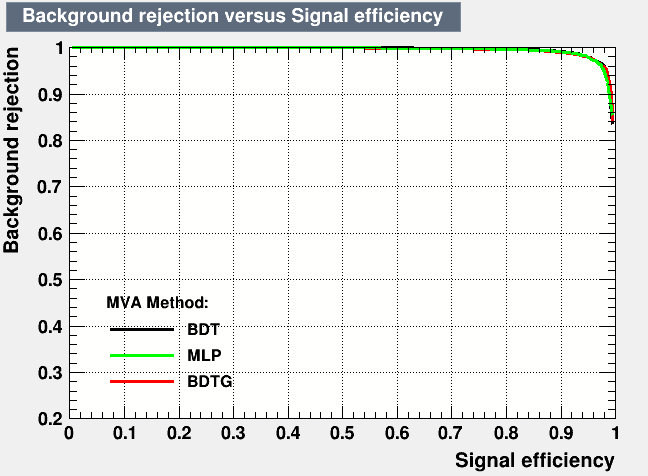 Background rejection versus Signal efficiency
Background rejection
1
0.9
0.8
0.7
0.6
0.5
0.4
0.3
0.2
MVA Method:
BDT
MLP
BDTG
0 0.1 0.2 0.3 0.4 0.5 0.6 0.7 0.8 0.9 1
Signal efficiency